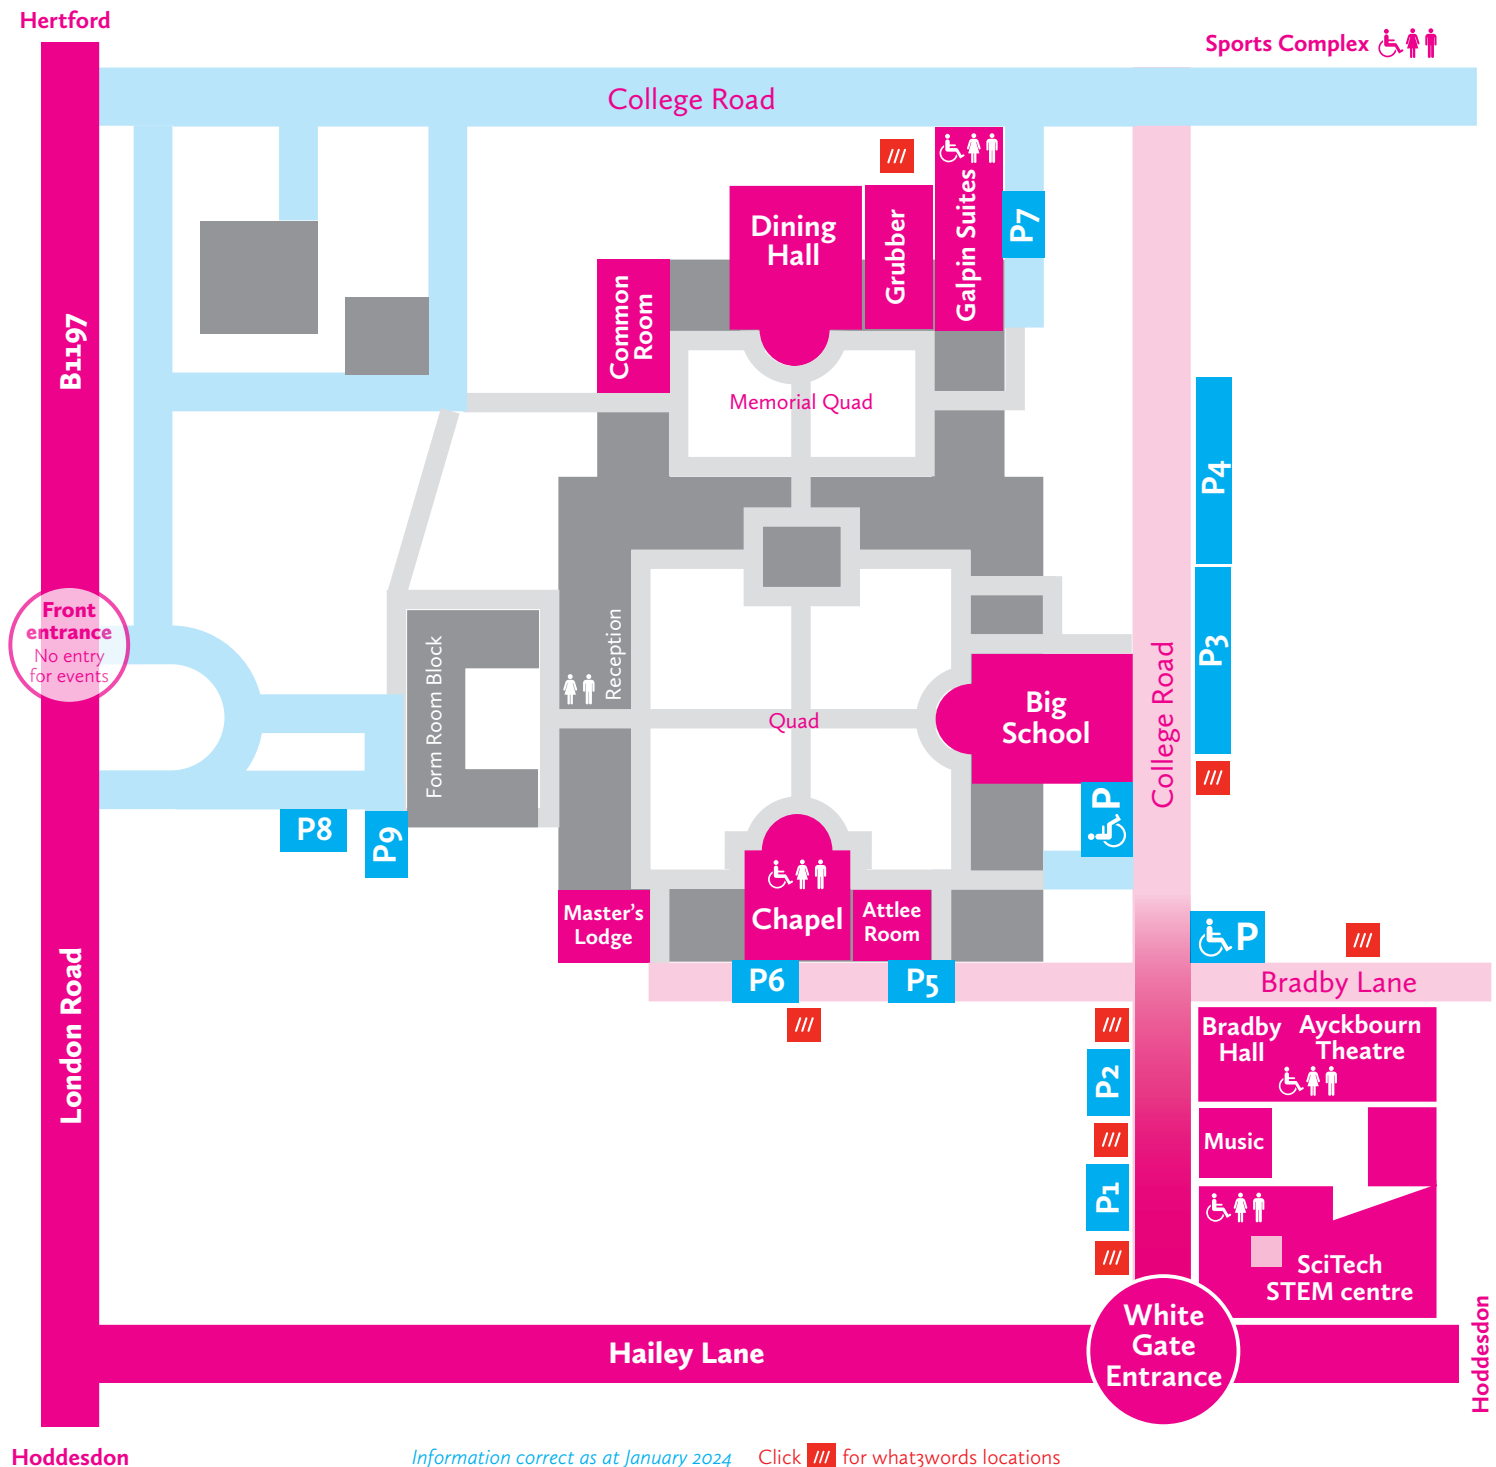 Hertford
Sports Complex
College Road
Dining
Hall
Grubber
Galpin Suites
P7
Common
Room
B1197
Memorial Quad
P4
Front
entrance
No entry
for events
Form Room Block
Reception
Quad
Big
School
College Road
P3
P
P8
P9
Master's
Lodge
Chapel
Attlee
Room
P
P6
P5
Bradby Lane
London Road
Bradby
Hall
Ayckbourn
Theatre
P2
Music
P1
SciTech
STEM centre
White
Gate
Entrance
Hailey Lane
Hoddesdon
Hoddesdon
Information correct as at January 2024
Click /// for what3words locations